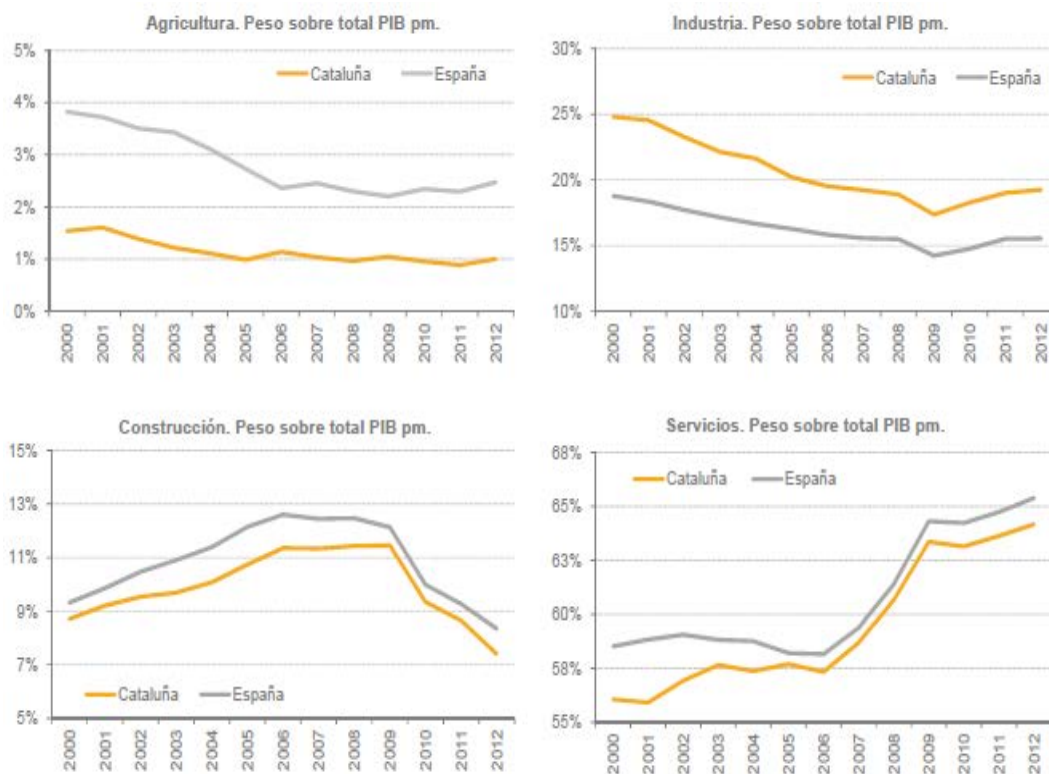 Agricultura. Peso sobre total PIB pm.
5%
4%
3%
2%
1%
0%
Cataluña España
2000 2001 2002 2003 2004 2005 2006 2007 2008 2009 2010 2011 2012
Industria. Peso sobre total PIB pm.
30%
25%
20%
15%
10%
Cataluña España
2000 2001 2002 2003 2004 2005 2006 2007 2008 2009 2010 2011 2012
Construcción. Peso sobre total PIB pm.
15%
13%
11%
9%
7%
5%
Cataluña España
2000 2001 2002 2003 2004 2005 2006 2007 2008 2009 2010 2011 2012
Servicios. Peso sobre total PIB pm.
68%
65%
63%
60%
58%
55%
Cataluña España
2000 2001 2002 2003 2004 2005 2006 2007 2008 2009 2010 2011 2012